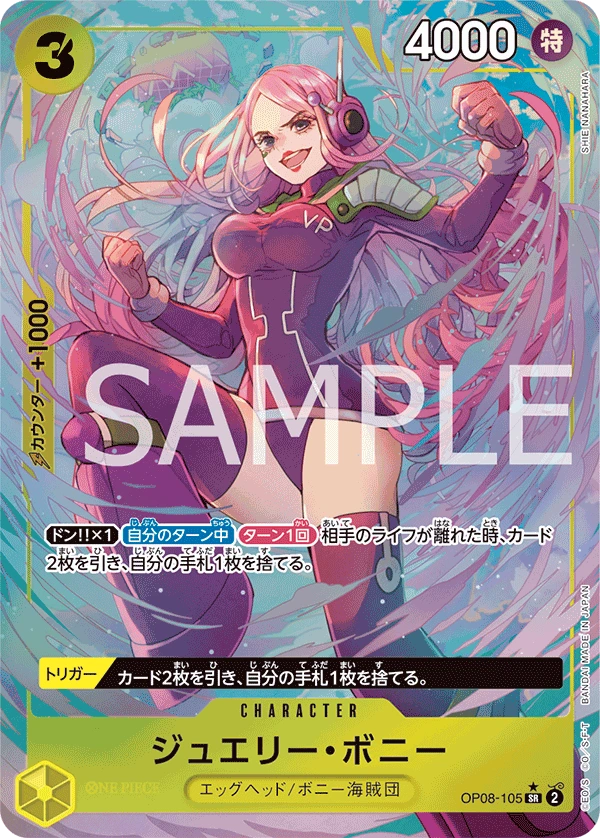 3
4000
特
SHIE NANAHARA
VP
カウンター +1000
SAMPLE
ドン!!×1 自分のターン中 ターン1回 相手のライフが離れた時、カード
2枚を引き、自分の手札1枚を捨てる。
トリガー カード2枚を引き、自分の手札1枚を捨てる。
CHARACTER
ジュエリー・ボニー
ONE PIECE
エッグヘッド/ボニー海賊団
OP08-105 SR 2
©E.O/S. ©O/S.F.T BANDAI MADE IN JAPAN